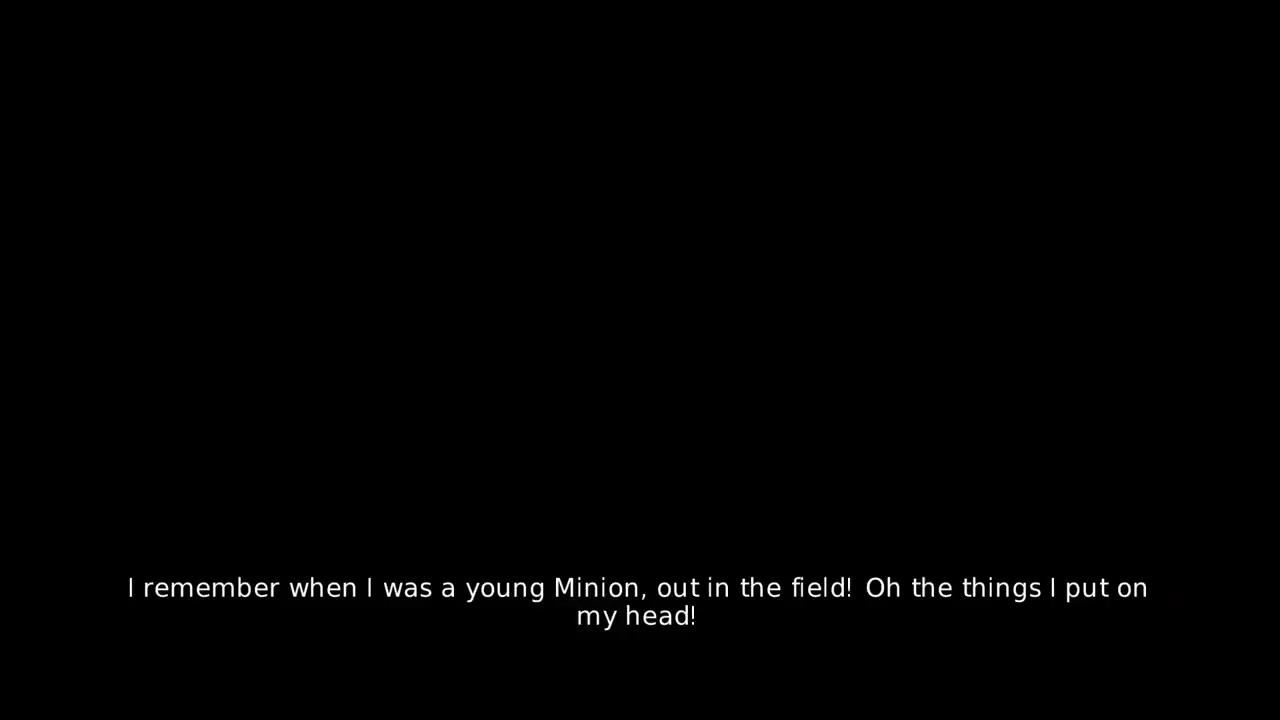 I remember when I was a young Minion, out in the field! Oh the things I put on
my head!